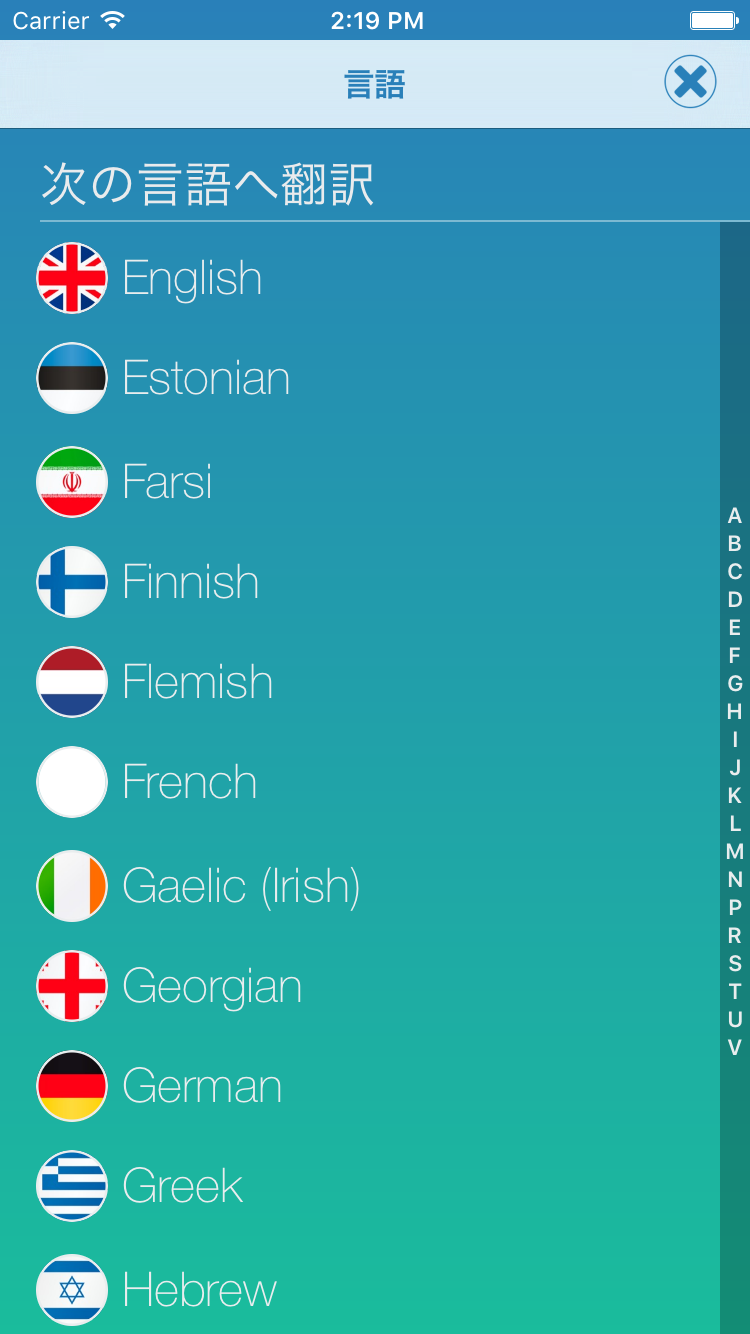 Carrier 2:19 PM
言語
次の言語へ翻訳
English
Estonian
Farsi
Finnish
Flemish
French
Gaelic (Irish)
Georgian
German
Greek
Hebrew
A
B
C
D
E
F
G
H
I
J
K
L
M
N
P
R
S
T
U
V